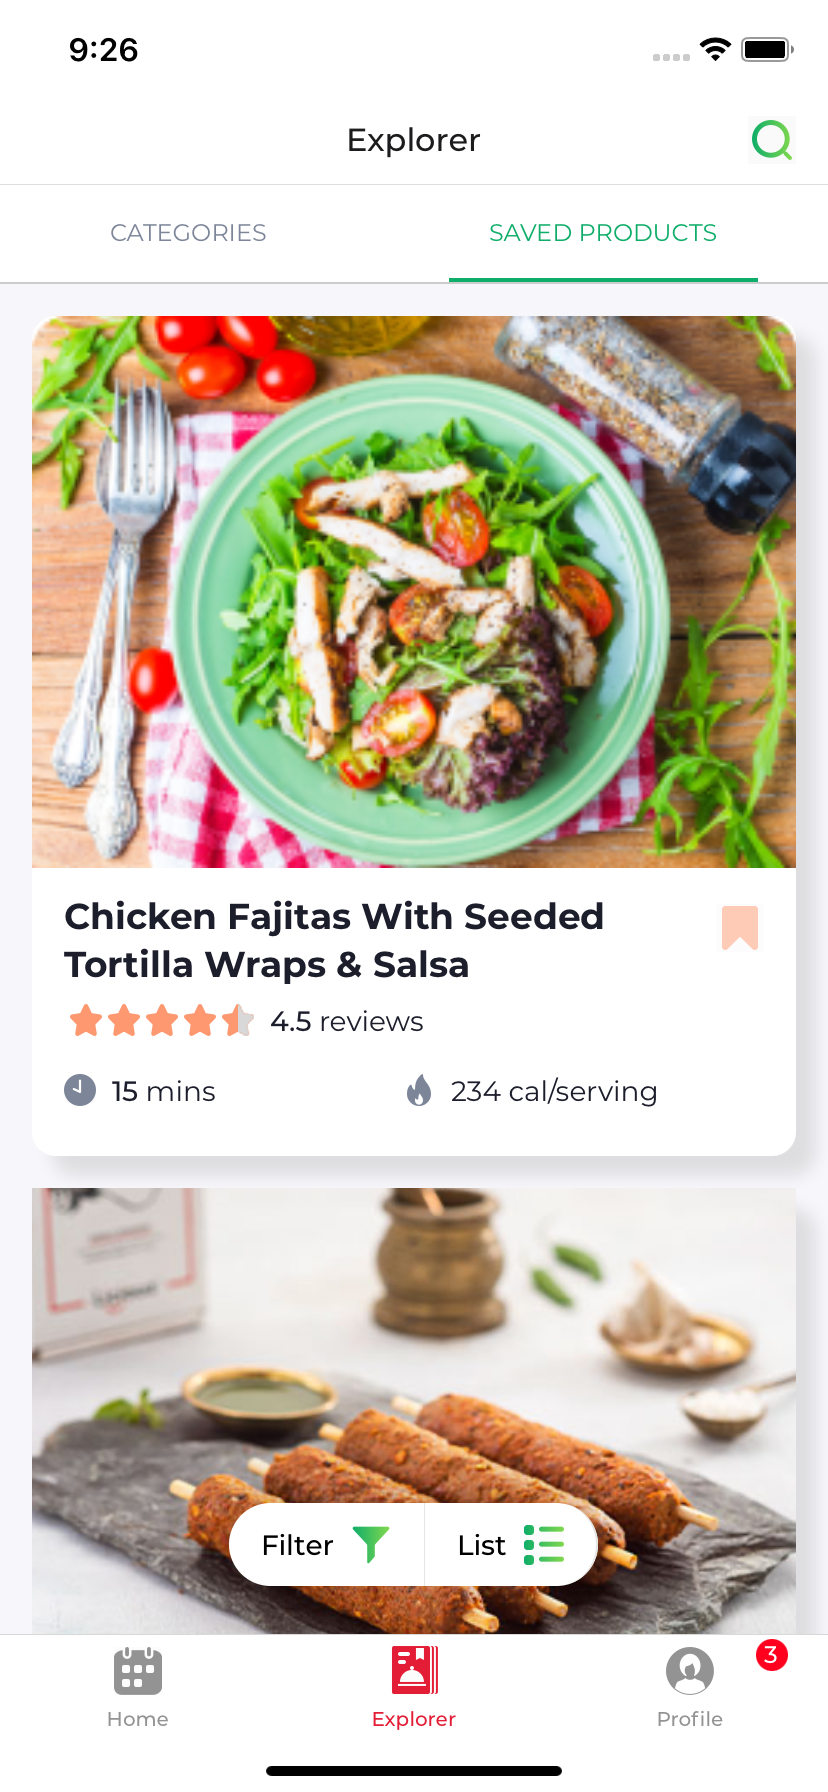 9:26
Explorer
CATEGORIES
SAVED PRODUCTS
Chicken Fajitas With Seeded
Tortilla Wraps & Salsa
4.5 reviews
15 mins
234 cal/serving
Filter
List
3
Home
Explorer
Profile